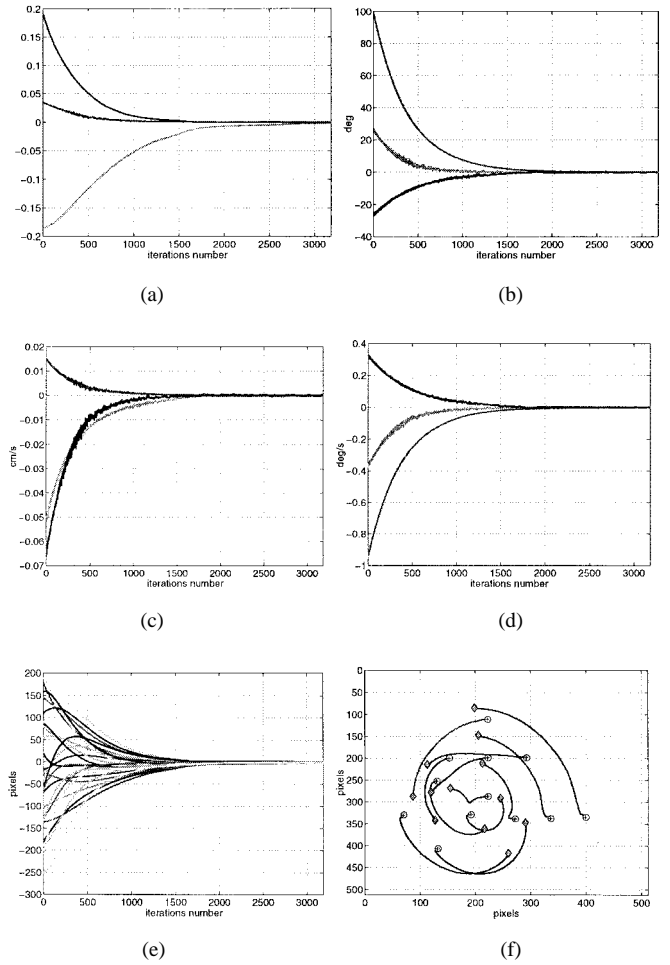 0.2
0.15
0.1
0.05
0
-0.05
-0.1
-0.15
-0.2
0 500 1000 1500 2000 2500 3000
iterations number
(a)
100
80
60
40
20
0
-20
-40
deg
0 500 1000 1500 2000 2500 3000
iterations number
(b)
0.02
0.01
0
-0.01
-0.02
-0.03
-0.04
-0.05
-0.06
-0.07
cm/s
0 500 1000 1500 2000 2500 3000
iterations number
(c)
0.4
0.2
0
-0.2
-0.4
-0.6
-0.8
-1
deg/s
0 500 1000 1500 2000 2500 3000
iterations number
(d)
200
150
100
50
0
-50
-100
-150
-200
-250
-300
pixels
0 500 1000 1500 2000 2500 3000
iterations number
(e)
0
50
100
150
200
250
300
350
400
450
500
pixels
0 100 200 300 400 500
pixels
(f)